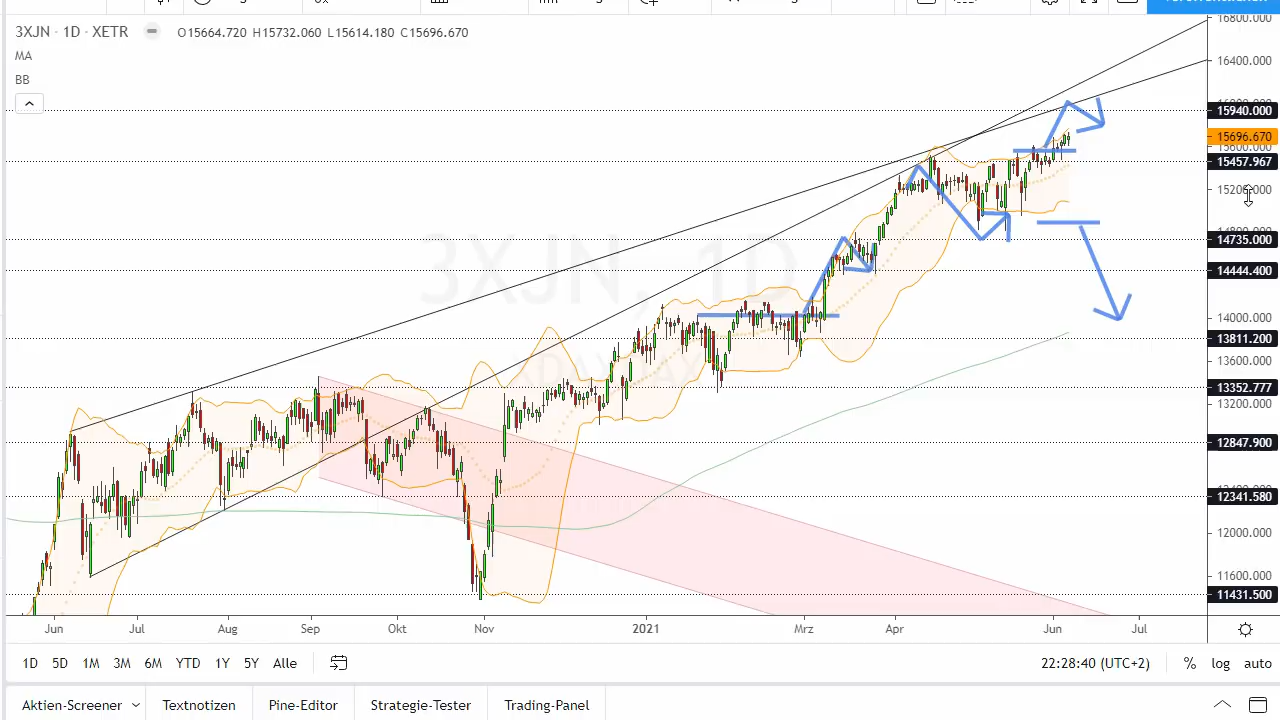 3XJN · 1D · XETR O15664.720 H15732.060 L15614.180 C15696.670
MA
BB
3XJN, 1D
16800.000
16400.000
15940.000
15696.670
15457.967
14735.000
14444.400
14000.000
13811.200
13600.000
13352.777
13200.000
12847.900
12341.580
12000.000
11600.000
11431.500
Jun Jul Aug Sep Okt Nov 2021 Mrz Apr Jun Jul
1D 5D 1M 3M 6M YTD 1Y 5Y Alle 22:28:40 (UTC+2) % log auto
Aktien-Screener Textnotizen Pine-Editor Strategie-Tester Trading-Panel